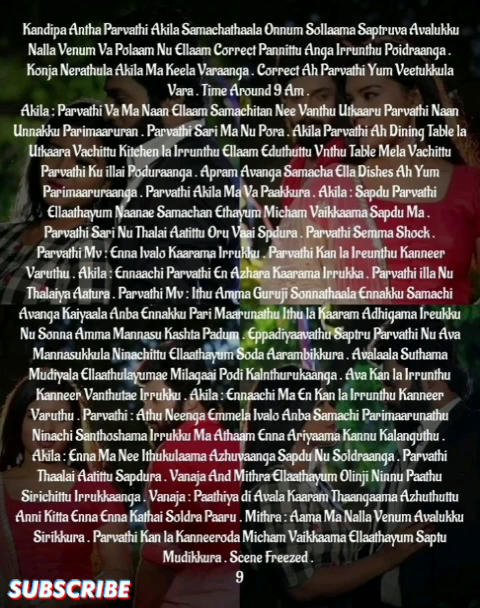 Kandipa Antha Parvathi Akila Samachathaala Onnum Sollaama Saptruva Avalukku
Nalla Venum Va Polaam Nu Ellaam Correct Pannittu Anga Irrunthu Poidraanga .
Konja Nerathula Akila Ma Keela Varaanga . Correct Ah Parvathi Yum Veetukkula
Vara . Time Around 9 Am .
Akila : Parvathi Va Ma Naan Ellaam Samachitan Nee Vanthu Utkaaru Parvathi Naan
Unnakku Parimaaruran . Parvathi Sari Ma Nu Pora . Akila Parvathi Ah Dining Table la
Utkaara Vachittu Kitchen la Irrunthu Ellaam Eduthuttu Vnthu Table Mela Vachittu
Parvathi Ku illai Poduraanga . Apram Avanga Samacha Ella Dishes Ah Yum
Parimaaruraanga . Parvathi Akila Ma Va Paakkura . Akila : Sapdu Parvathi
Ellaathayum Naanae Samachan Ethayum Micham Vaikkaama Sapdu Ma .
Parvathi Sari Nu Thalai Aatittu Oru Vaai Spdura . Parvathi Semma Shock .
Parvathi Mv : Enna Ivalo Kaarama Irrukku . Parvathi Kan la Ireunthu Kanneer
Varuthu . Akila : Ennaachi Parvathi En Azhara Kaarama Irrukka . Parvathi illa Nu
Thalaiya Aatura . Parvathi Mv : Ithu Amma Guruji Sonnathaala Ennakku Samachi
Avanga Kaiyaala Anba Ennakku Pari Maarunathu Ithu la Kaaram Adhigama Ireukku
Nu Sonna Amma Mannasu Kashta Padum . Eppadiyaavathu Saptru Parvathi Nu Ava
Mannasukkula Ninachittu Ellaathayum Soda Aarambikkura . Avalaala Suthama
Mudiyala Ellaathulayumae Milagaai Podi Kalnthurukaanga . Ava Kan la Irrunthu
Kanneer Vanthutae Irrukku . Akila : Ennaachi Ma En Kan la Irrunthu Kanneer
Varuthu . Parvathi : Athu Neenga Emmela Ivalo Anba Samachi Parimaarunathu
Ninachi Santhoshama Irrukku Ma Athaam Enna Ariyaama Kannu Kalanguthu .
Akila : Enna Ma Nee Ithukulaama Azhuvaanga Sapdu Nu Soldraanga . Parvathi
Thaalai Aatittu Sapdura . Vanaja And Mithra Ellaathayum Olinji Ninnu Paathu
Sirichittu Irrukkaanga . Vanaja : Paathiya di Avala Kaaram Thaangaama Azhuthuttu
Anni Kitta Enna Enna Kathai Soldra Paaru . Mithra : Aama Ma Nalla Venum Avalukku
Sirikkura . Parvathi Kan la Kanneeroda Micham Vaikkaama Ellaathayum Saptu
Mudikkura . Scene Freezed .
9
SUBSCRIBE